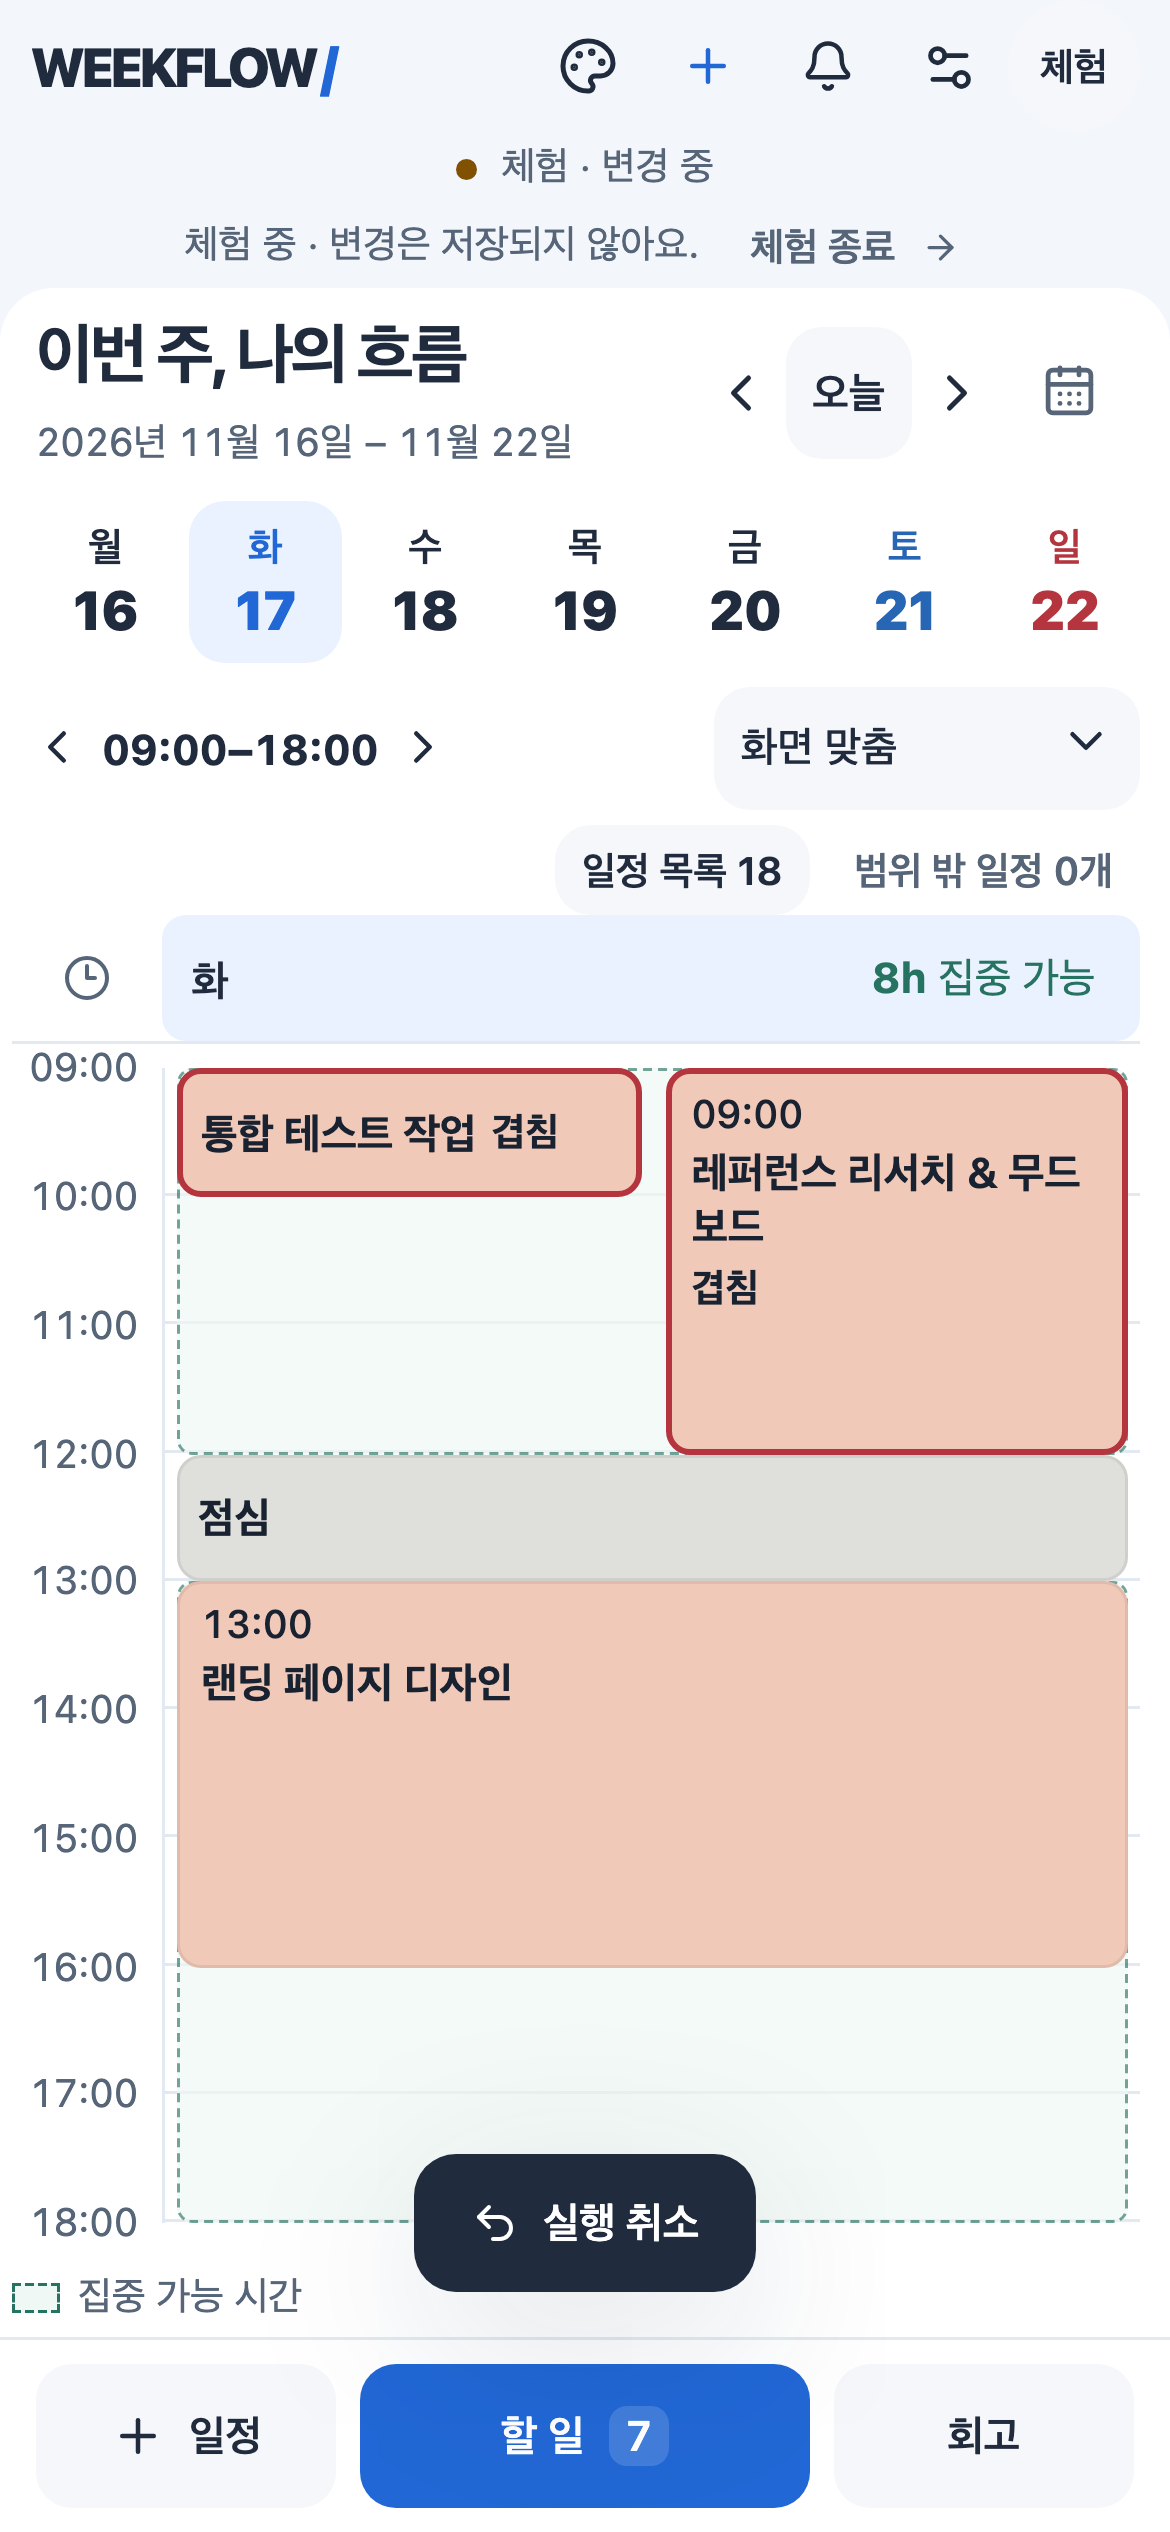 WEEKFLOW/
체험
체험 · 변경 중
체험 중 · 변경은 저장되지 않아요. 체험 종료 →
이번 주, 나의 흐름
오늘
2026년 11월 16일 – 11월 22일
월 화 수 목 금 토 일
16 17 18 19 20 21 22
09:00–18:00
화면 맞춤
일정 목록 18
범위 밖 일정 0개
화
8h 집중 가능
09:00
통합 테스트 작업 겹침
09:00
레퍼런스 리서치 & 무드
보드
겹침
10:00
11:00
12:00
점심
13:00
13:00
랜딩 페이지 디자인
14:00
15:00
16:00
17:00
18:00
실행 취소
집중 가능 시간
+ 일정
할 일 7
회고